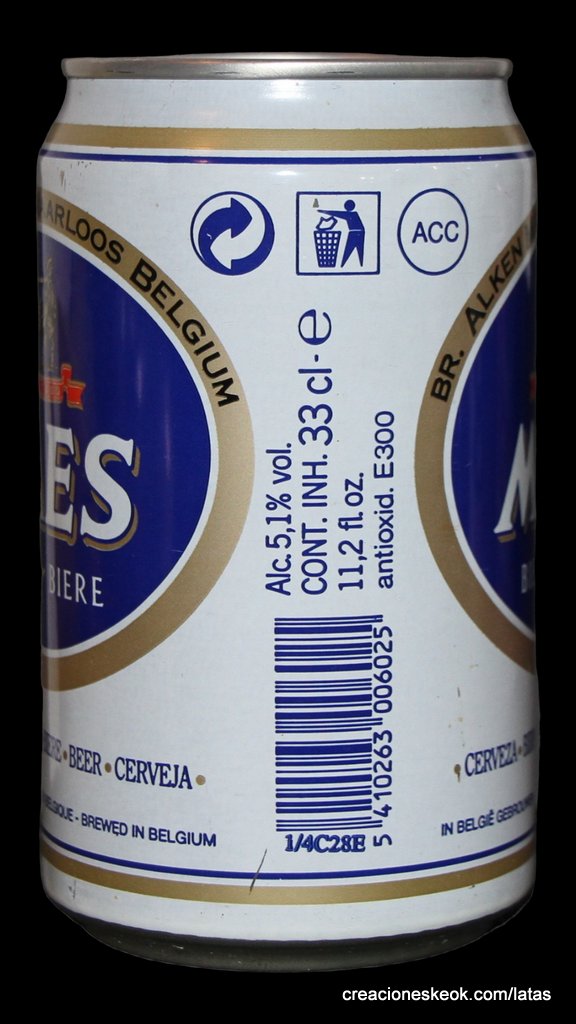 ARLOOS BELGIUM
ES
BIERE
BEER • CERVEJA •
BELGIQUE - BREWED IN BELGIUM
ACC
Alc. 5,1% vol.
CONT. INH. 33 cl - e
11,2 fl. oz.
antioxid. E300
5 410263 006025
1/4C28E
BR. ALKEN
M
• CERVEZA •
IN BELGIË GEBROUWEN
creacioneskeok.com/latas